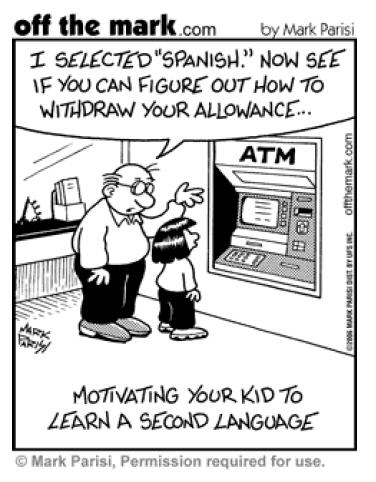 off the mark.com by Mark Parisi
I SELECTED "SPANISH." NOW SEE
IF YOU CAN FIGURE OUT HOW TO
WITHDRAW YOUR ALLOWANCE...
ATM
offthemark.com
©2006 MARK PARISI DIST. BY UFS INC.
MARK
PARISI
MOTIVATING YOUR KID TO
LEARN A SECOND LANGUAGE
© Mark Parisi, Permission required for use.